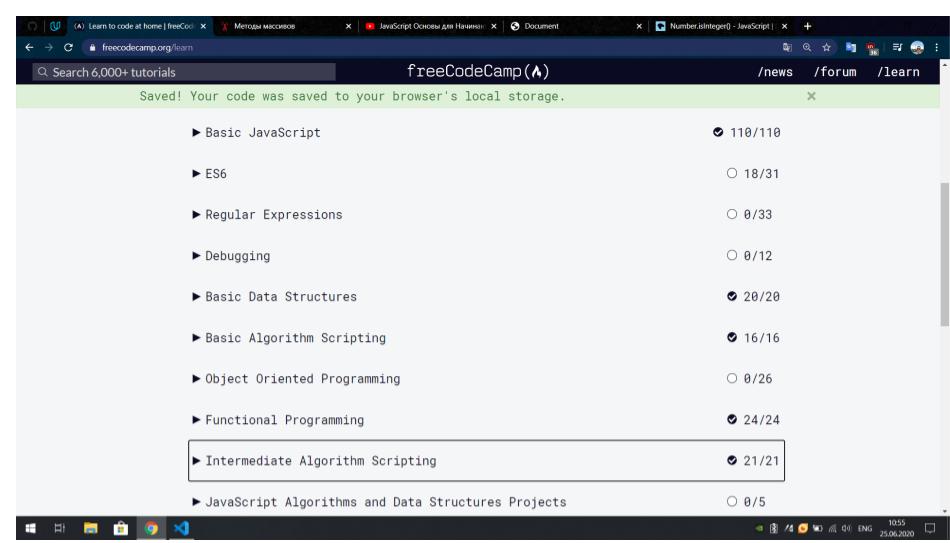 Learn to code at home | freeCod
Методы массивов
JavaScript Основы для Начинаю
Document
Number.isInteger() - JavaScript |
freecodecamp.org/learn
36
Search 6,000+ tutorials
freeCodeCamp
/news /forum /learn
Saved! Your code was saved to your browser's local storage.
Basic JavaScript 110/110
ES6 18/31
Regular Expressions 0/33
Debugging 0/12
Basic Data Structures 20/20
Basic Algorithm Scripting 16/16
Object Oriented Programming 0/26
Functional Programming 24/24
Intermediate Algorithm Scripting 21/21
JavaScript Algorithms and Data Structures Projects 0/5
ENG
10:55
25.06.2020